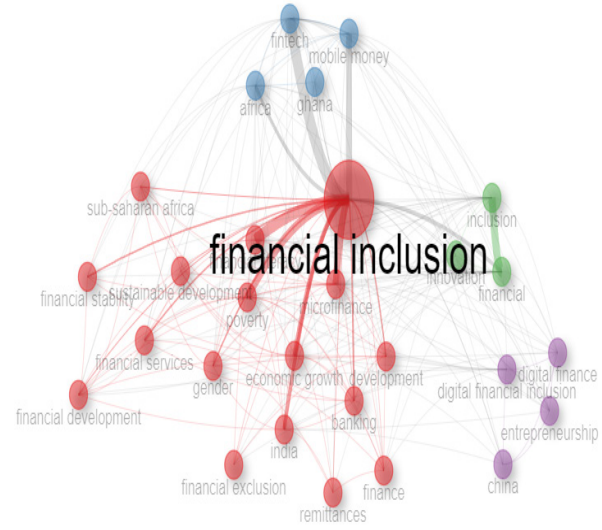 fintech
mobile money
africa
ghana
sub-saharan africa
inclusion
financial inclusion
innovation
financial
financial stability
sustainable development
microfinance
poverty
financial services
gender
economic growth
development
digital finance
digital financial inclusion
financial development
banking
entrepreneurship
india
financial exclusion
finance
china
remittances